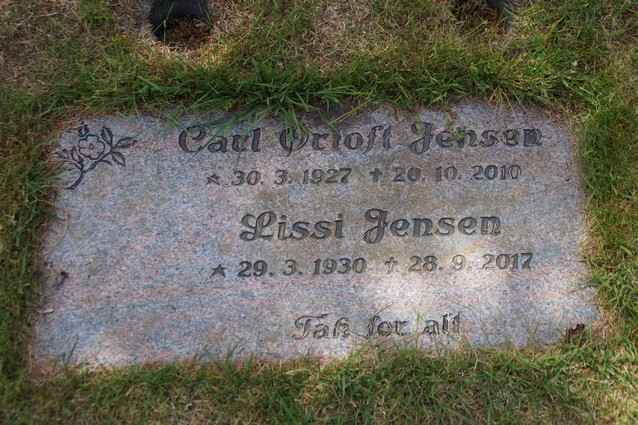 Carl Ortoft Jensen
★ 30. 3. 1927 ✝ 20. 10. 2010
Lissi Jensen
★ 29. 3. 1930 ✝ 28. 9. 2017
Tak for alt